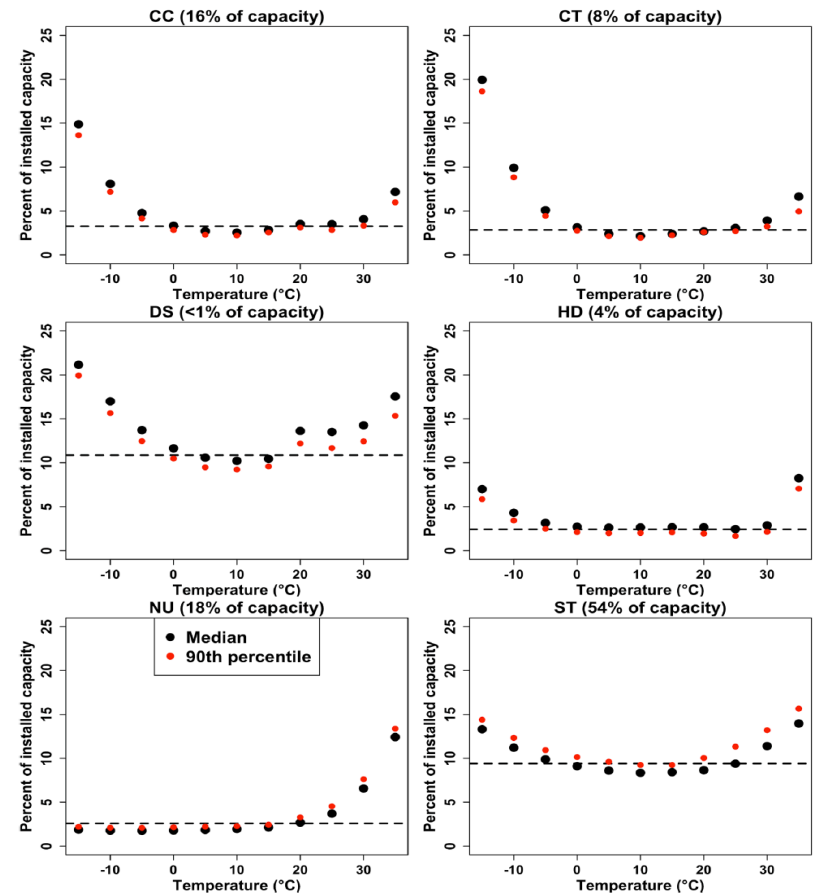 CC (16% of capacity)
Percent of installed capacity
25
20
15
10
5
0
-10 0 10 20 30
Temperature (°C)
CT (8% of capacity)
Percent of installed capacity
25
20
15
10
5
0
-10 0 10 20 30
Temperature (°C)
DS (<1% of capacity)
Percent of installed capacity
25
20
15
10
5
0
-10 0 10 20 30
Temperature (°C)
HD (4% of capacity)
Percent of installed capacity
25
20
15
10
5
0
-10 0 10 20 30
Temperature (°C)
NU (18% of capacity)
Median
90th percentile
Percent of installed capacity
25
20
15
10
5
0
-10 0 10 20 30
Temperature (°C)
ST (54% of capacity)
Percent of installed capacity
25
20
15
10
5
0
-10 0 10 20 30
Temperature (°C)